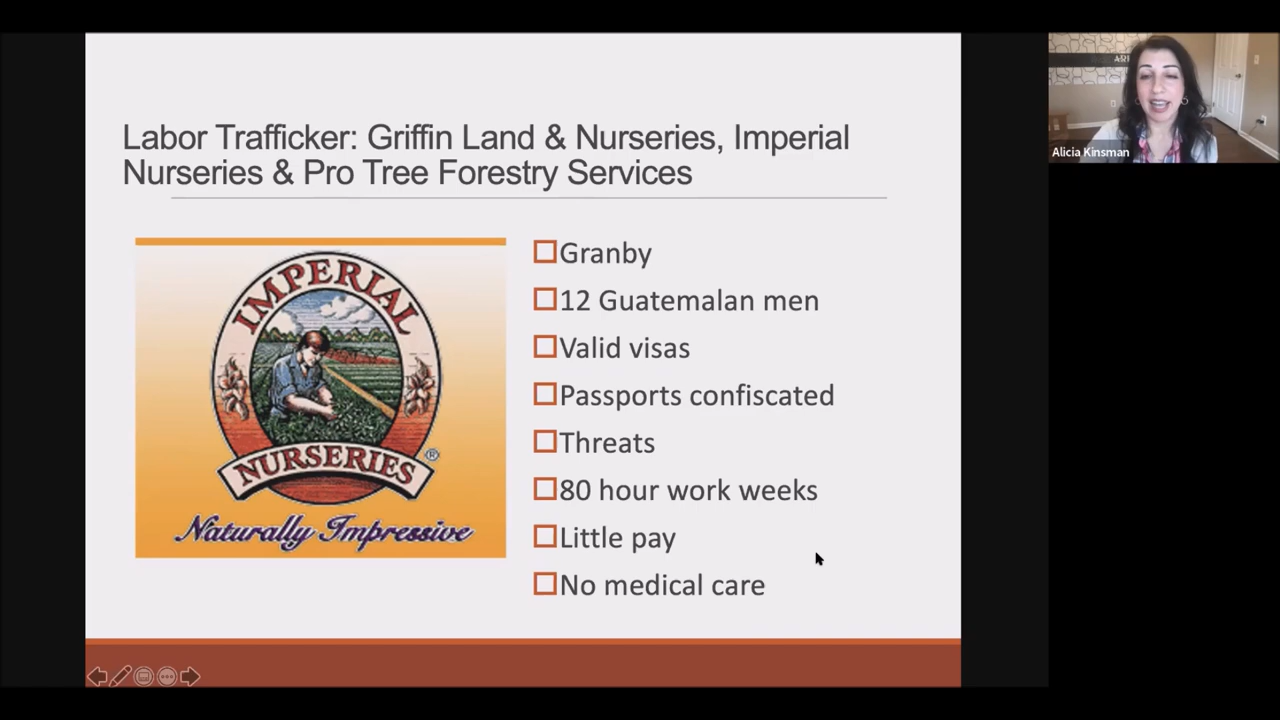 Labor Trafficker: Griffin Land & Nurseries, Imperial
Nurseries & Pro Tree Forestry Services
IMPERIAL
NURSERIES
®
Naturally Impressive
Granby
12 Guatemalan men
Valid visas
Passports confiscated
Threats
80 hour work weeks
Little pay
No medical care
Alicia Kinsman